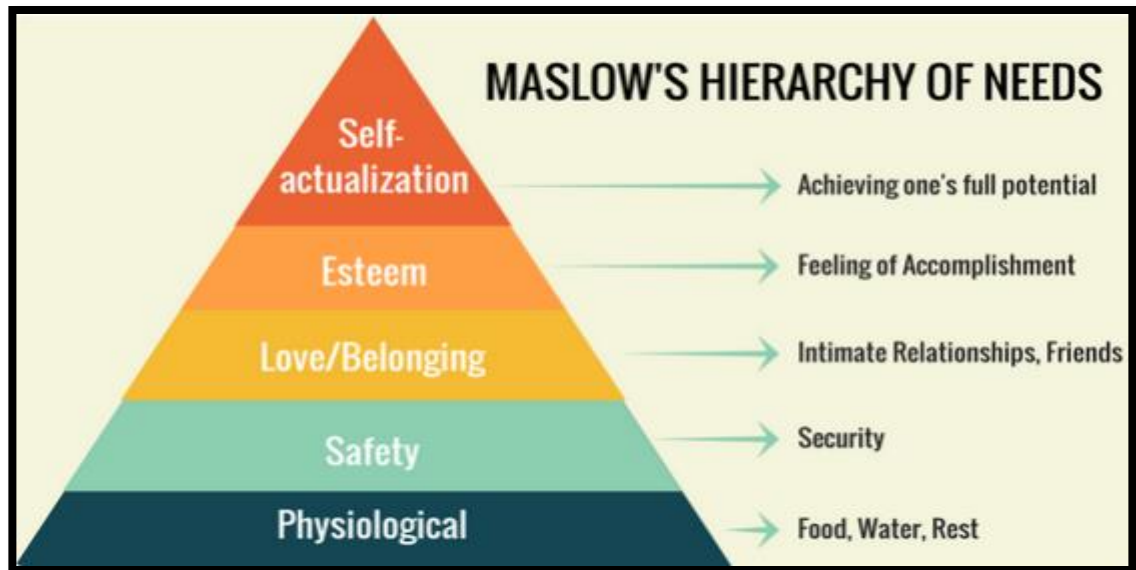 MASLOW'S HIERARCHY OF NEEDS
Self-
actualization
Achieving one's full potential
Esteem
Feeling of Accomplishment
Love/Belonging
Intimate Relationships, Friends
Safety
Security
Physiological
Food, Water, Rest